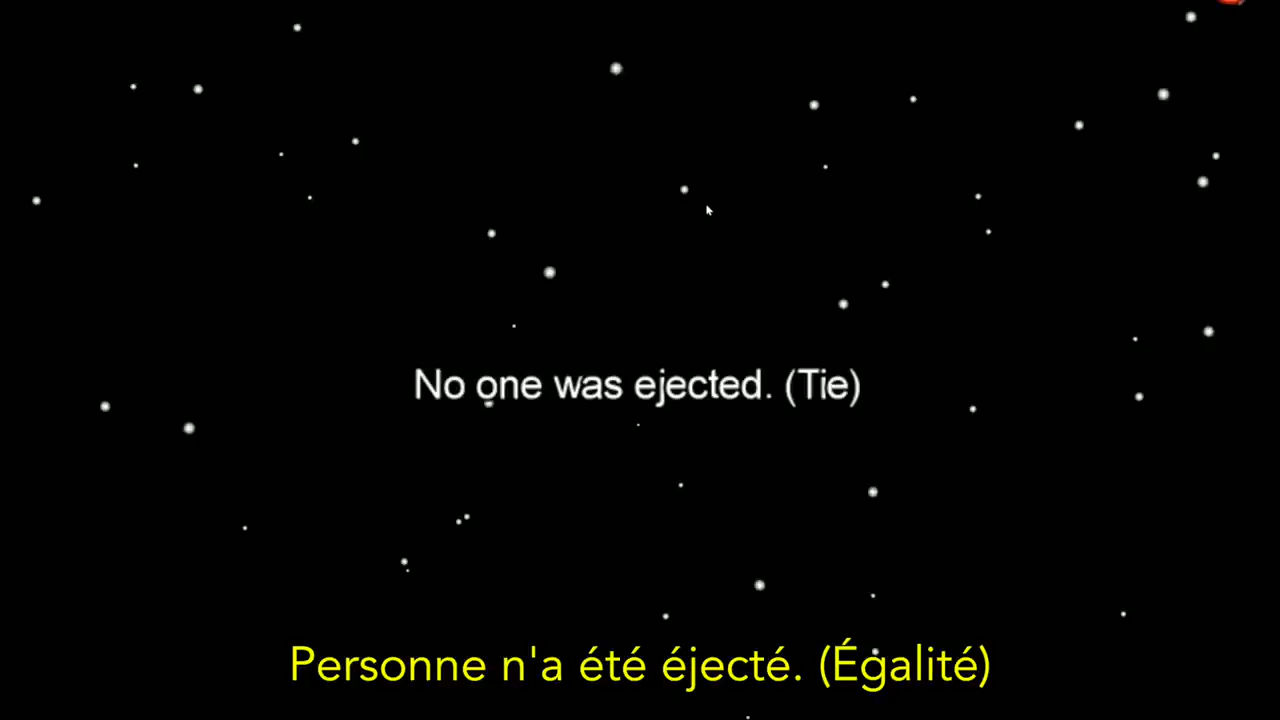 No one was ejected. (Tie)
Personne n'a été éjecté. (Égalité)